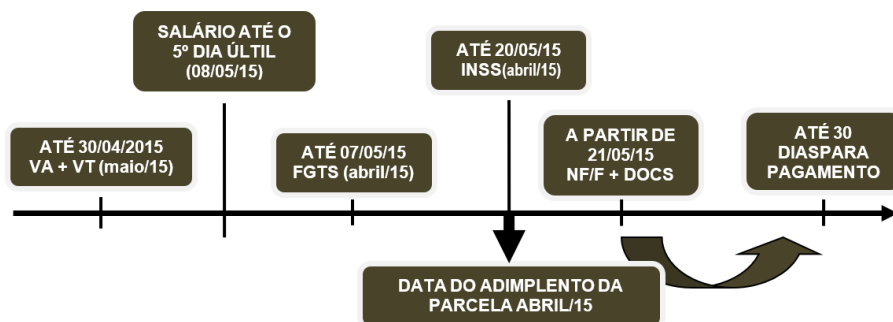 SALÁRIO ATÉ O
5º DIA ÚLTIL
(08/05/15)
ATÉ 20/05/15
INSS(abril/15)
ATÉ 30/04/2015
VA + VT (maio/15)
ATÉ 07/05/15
FGTS (abril/15)
A PARTIR DE
21/05/15
NF/F + DOCS
ATÉ 30
DIASPARA
PAGAMENTO
DATA DO ADIMPLENTO DA
PARCELA ABRIL/15